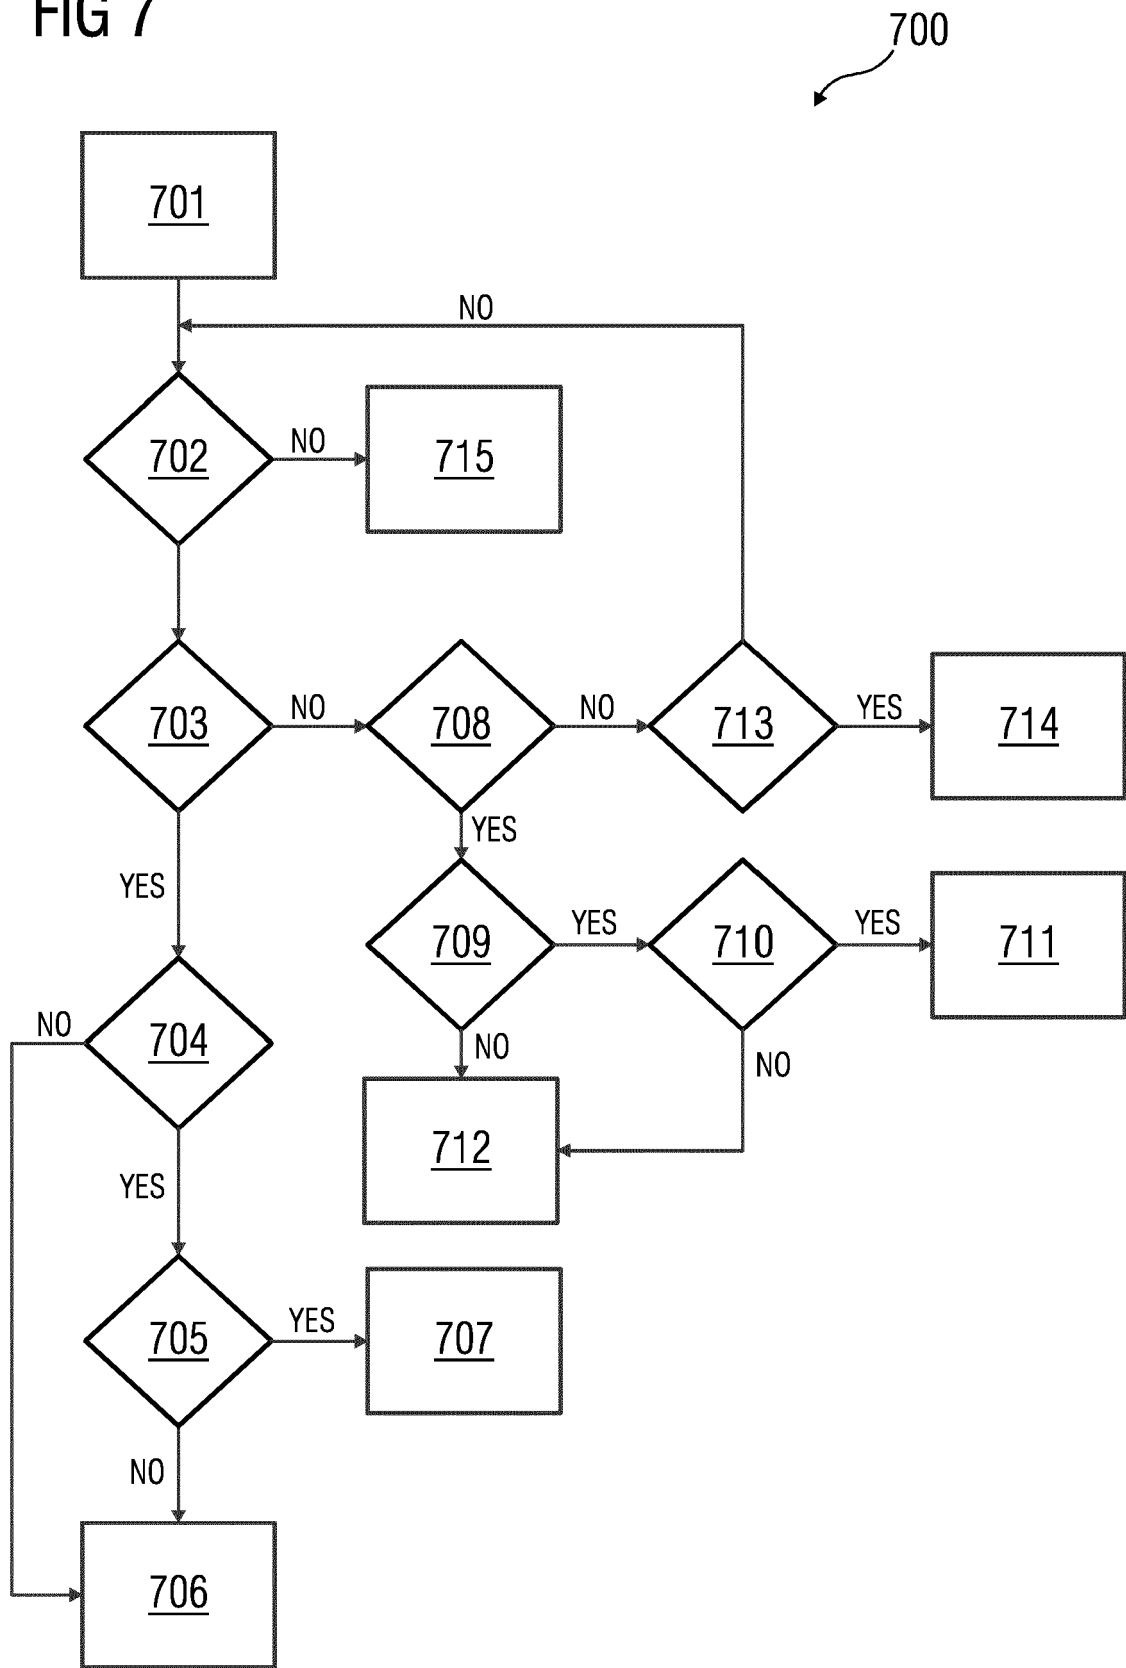 FIG 7
700
701
NO
702
NO
715
703
NO
708
NO
713
YES
714
YES
YES
709
YES
710
YES
711
NO
704
NO
NO
712
YES
705
YES
707
NO
706